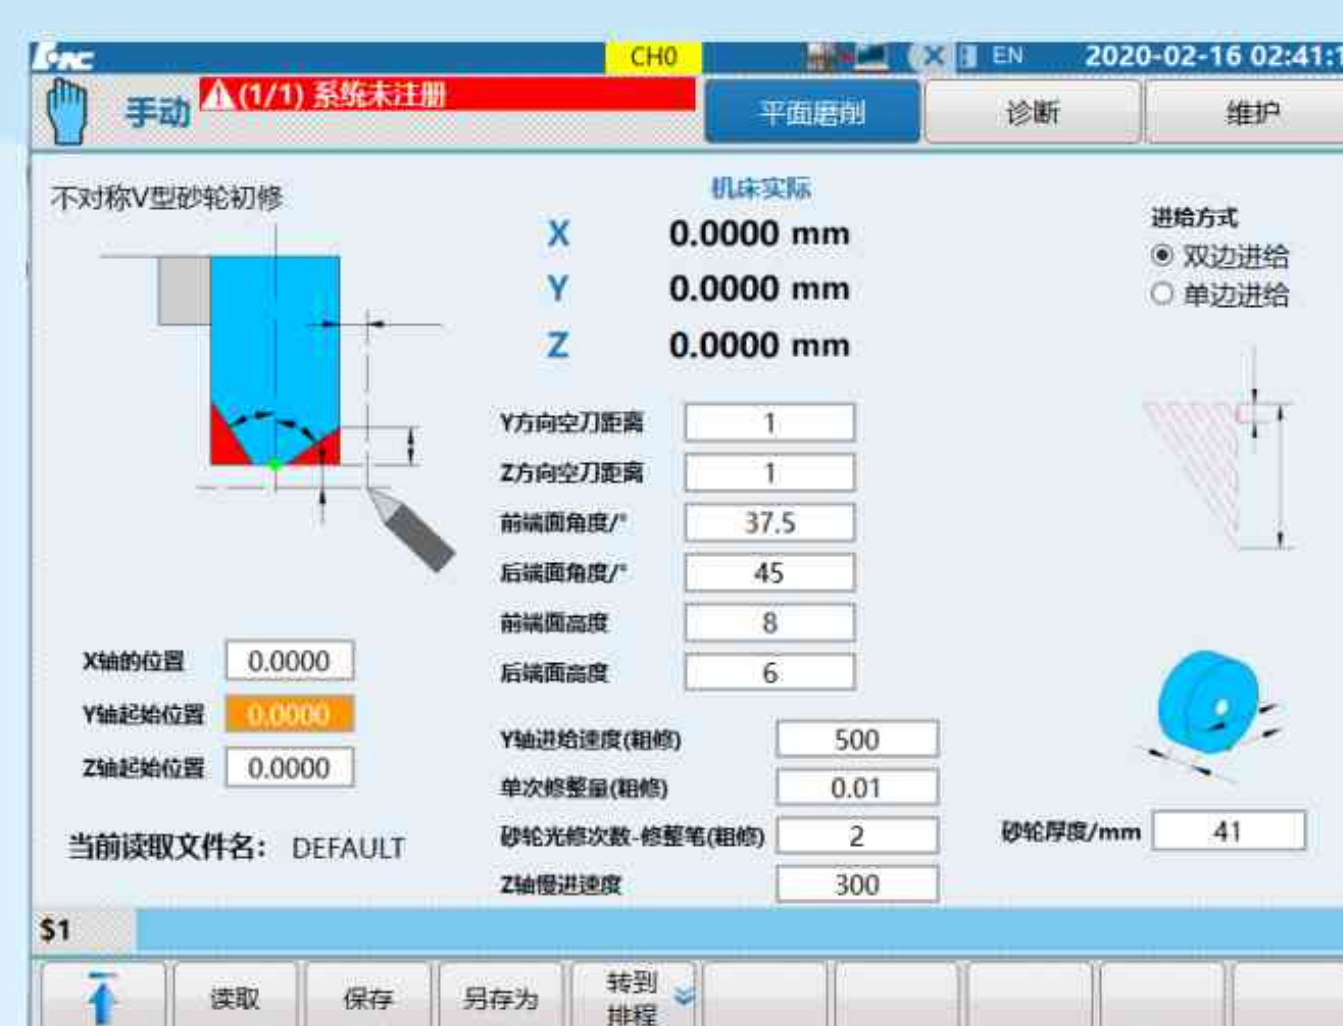 CH0 EN 2020-02-16 02:41:1
手动 (1/1) 系统未注册 平面磨削 诊断 维护
不对称V型砂轮初修
机床实际
X 0.0000 mm
Y 0.0000 mm
Z 0.0000 mm
进给方式
双边进给
单边进给
Y方向空刀距离 1
Z方向空刀距离 1
前端面角度/° 37.5
后端面角度/° 45
前端面高度 8
后端面高度 6
X轴的位置 0.0000
Y轴起始位置 0.0000
Z轴起始位置 0.0000
Y轴进给速度(粗修) 500
单次修整量(粗修) 0.01
砂轮光修次数-修整笔(粗修) 2
Z轴慢进速度 300
砂轮厚度/mm 41
当前读取文件名： DEFAULT
$1
读取 保存 另存为 转到
排程